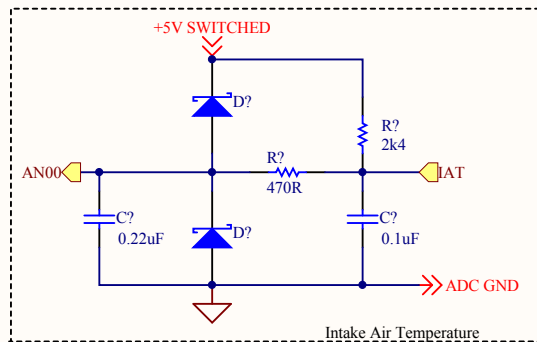 +5V SWITCHED
D?
R?
2k4
AN00
R?
470R
IAT
C?
0.22uF
D?
C?
0.1uF
ADC GND
Intake Air Temperature